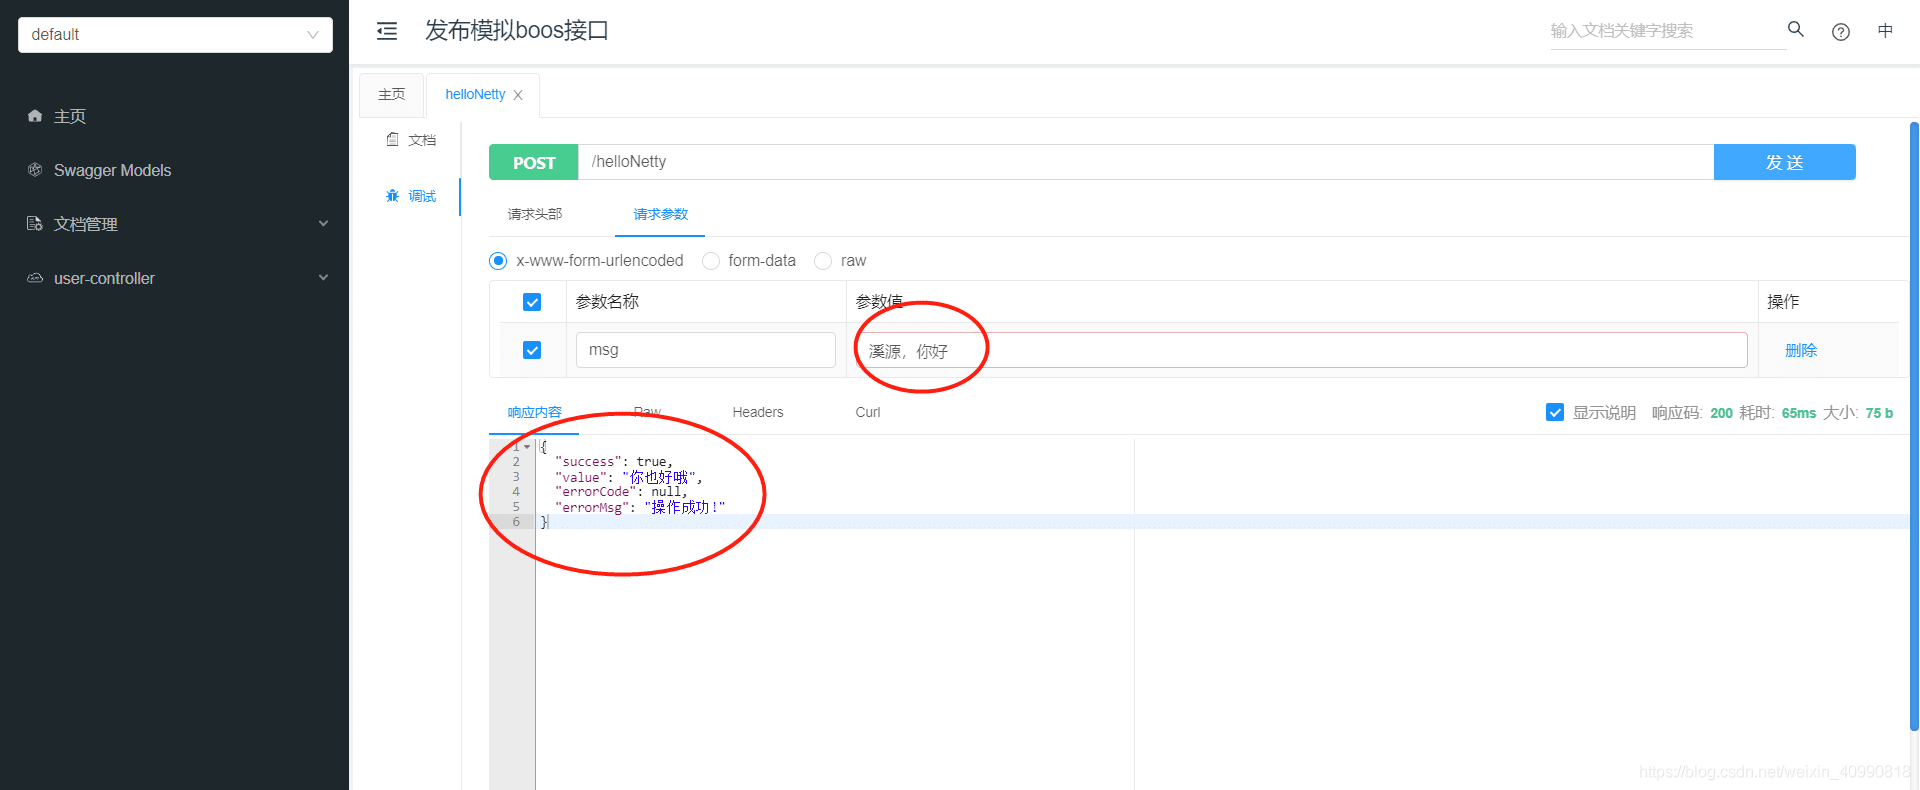 default
发布模拟boos接口
输入文档关键字搜索
中
主页
Swagger Models
文档管理
user-controller
主页
helloNetty
文档
调试
POST
/helloNetty
发 送
请求头部
请求参数
x-www-form-urlencoded
form-data
raw
参数名称
参数值
操作
msg
溪源，你好
删除
响应内容
Raw
Headers
Curl
显示说明
响应码: 200 耗时: 65ms 大小: 75 b
1 {
2 "success": true,
3 "value": "你也好哦",
4 "errorCode": null,
5 "errorMsg": "操作成功!"
6 }
https://blog.csdn.net/weixin_40990818